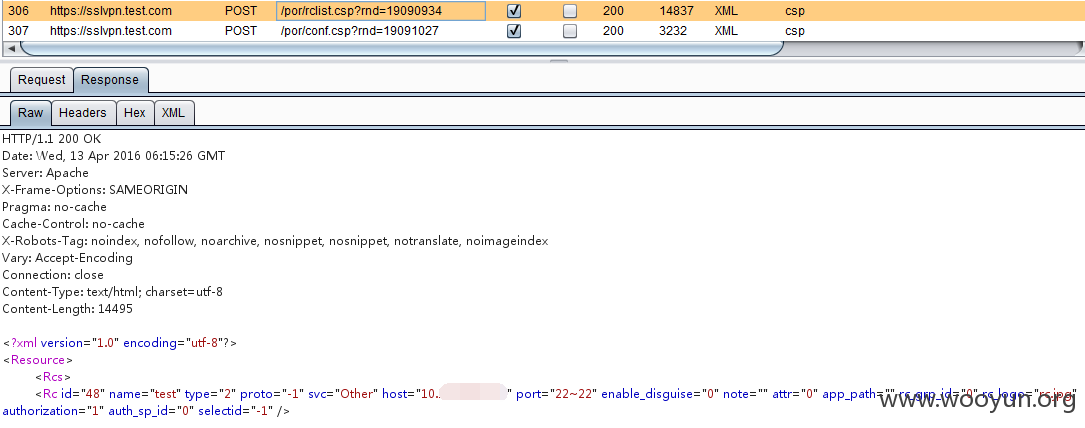 306 https://sslvpn.test.com POST /por/rclist.csp?rnd=19090934 200 14837 XML csp
307 https://sslvpn.test.com POST /por/conf.csp?rnd=19091027 200 3232 XML csp
Request Response
Raw Headers Hex XML
HTTP/1.1 200 OK
Date: Wed, 13 Apr 2016 06:15:26 GMT
Server: Apache
X-Frame-Options: SAMEORIGIN
Pragma: no-cache
Cache-Control: no-cache
X-Robots-Tag: noindex, nofollow, noarchive, nosnippet, nosnippet, notranslate, noimageindex
Vary: Accept-Encoding
Connection: close
Content-Type: text/html; charset=utf-8
Content-Length: 14495
<?xml version="1.0" encoding="utf-8"?>
<Resource>
<Rcs>
<Rc id="48" name="test" type="2" proto="-1" svc="Other" host="10. " port="22~22" enable_disguise="0" note="" attr="0" app_path="" rc_grp_id="0" rc_logo="rc.jpg"
authorization="1" auth_sp_id="0" selectid="-1" />
www.wooyun.org